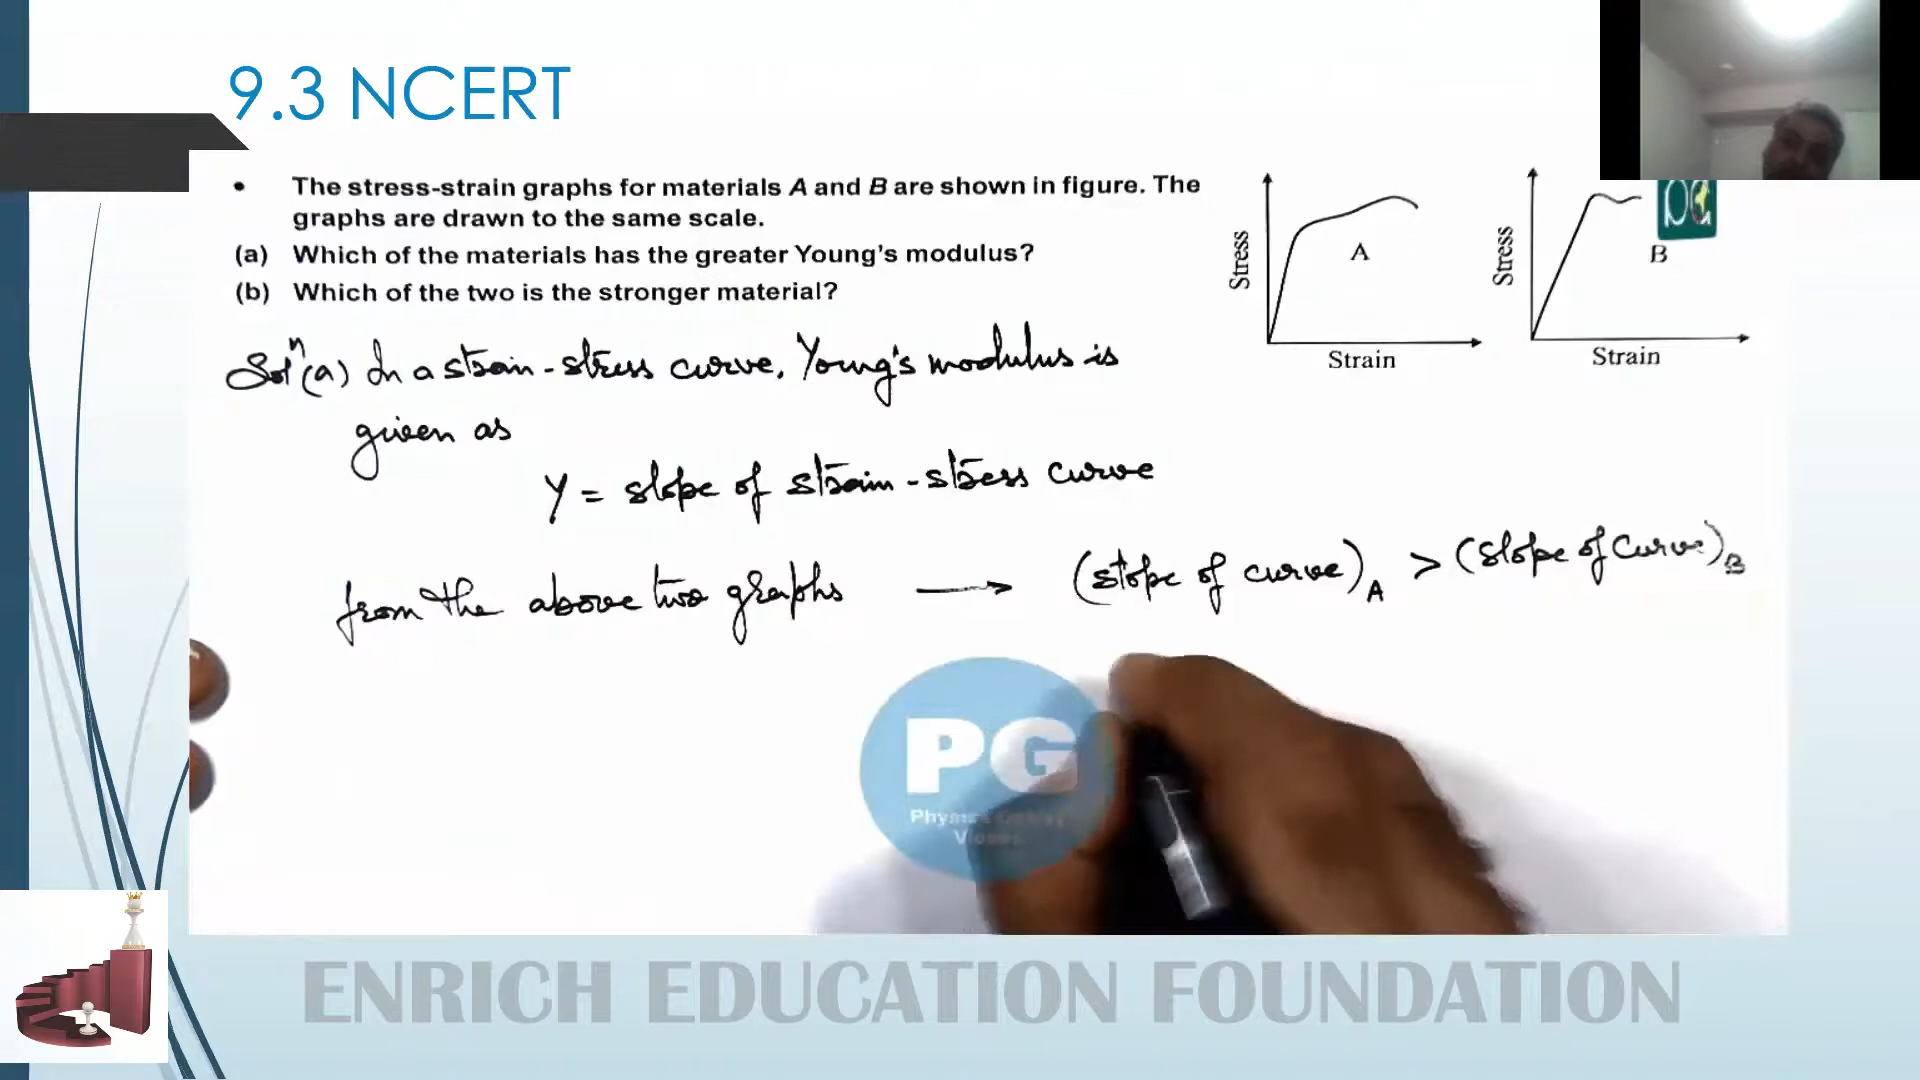 9.3 NCERT
• The stress-strain graphs for materials A and B are shown in figure. The
graphs are drawn to the same scale.
(a) Which of the materials has the greater Young's modulus?
(b) Which of the two is the stronger material?
Stress
A
Strain
Stress
B
Strain
Solⁿ (a) In a strain-stress curve, Young's modulus is
given as
Y = slope of strain-stress curve
from the above two graphs → (slope of curve)A > (slope of curve)B
PG
ENRICH EDUCATION FOUNDATION